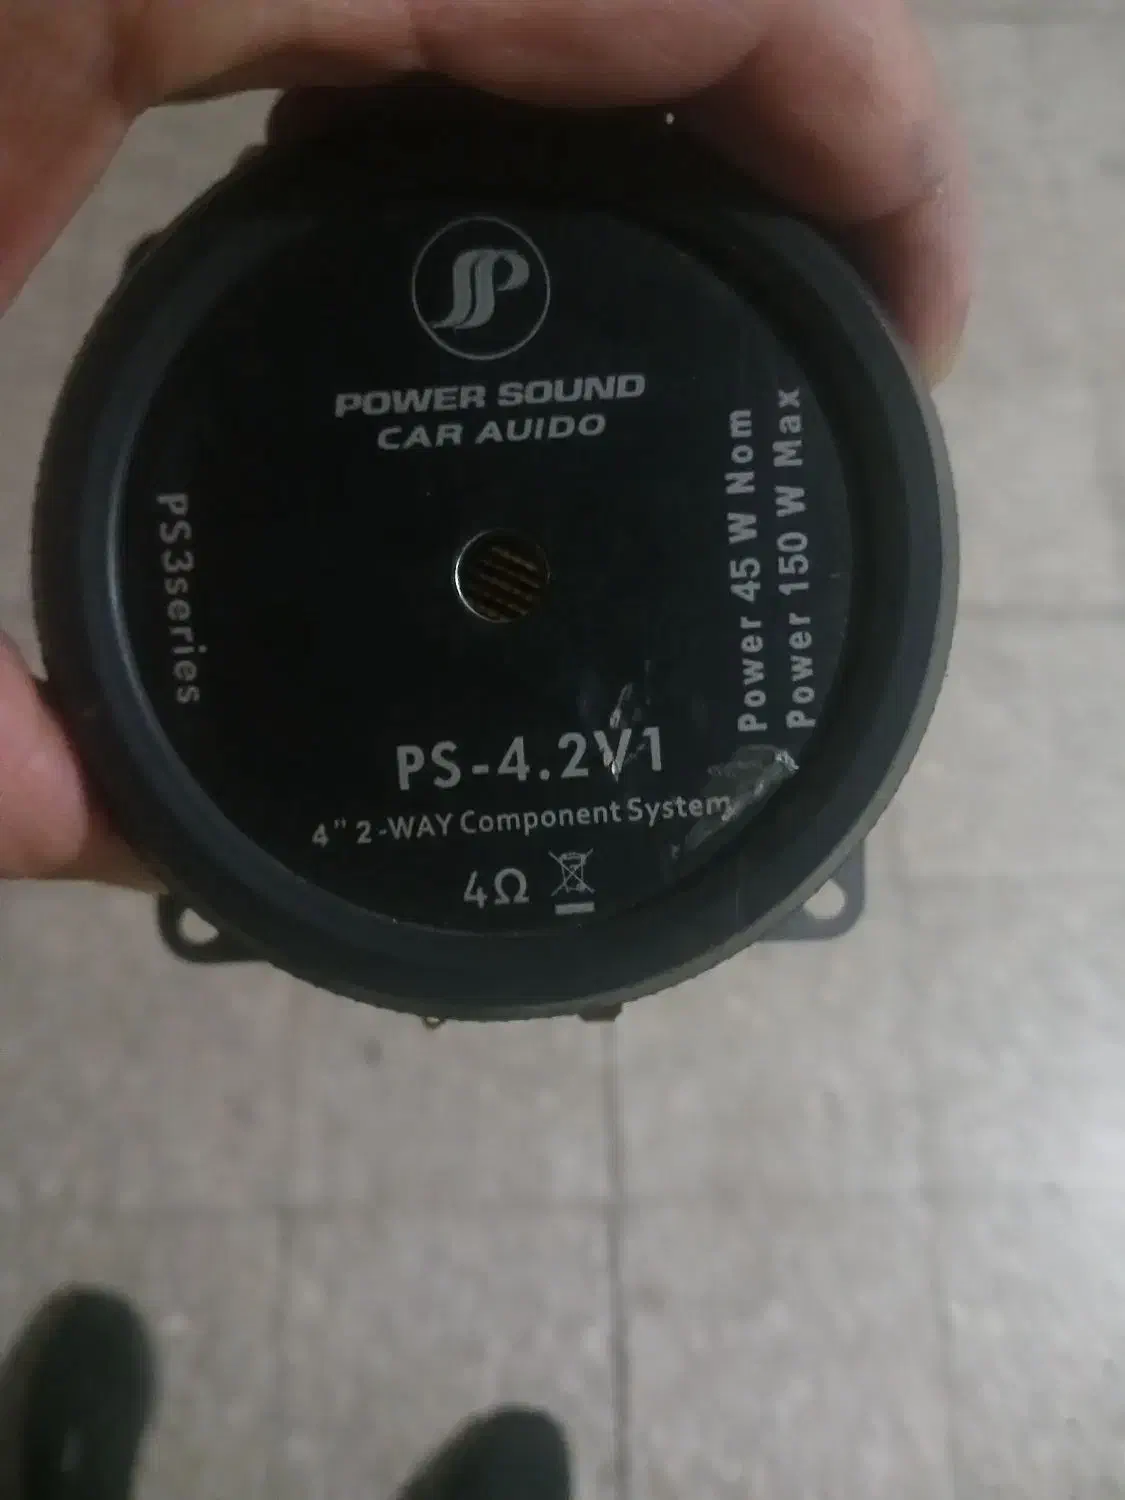 POWER SOUND
CAR AUIDO
PS3series
Power 45 W Nom
Power 150 W Max
PS-4.2V1
4" 2-WAY Component System
4Ω